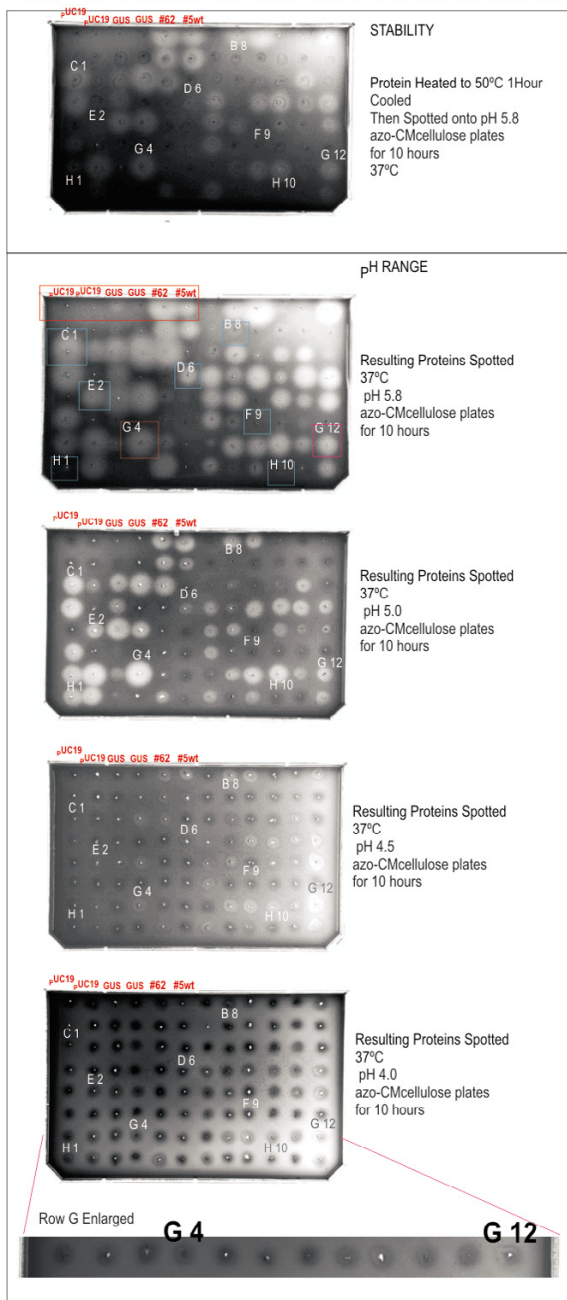 pUC19
pUC19 GUS GUS #62 #5wt
B 8
C 1
D 6
E 2
F 9
G 4
G 12
H 1
H 10
STABILITY
Protein Heated to 50ºC 1Hour
Cooled
Then Spotted onto pH 5.8
azo-CMcellulose plates
for 10 hours
37ºC
pH RANGE
pUC19 pUC19 GUS GUS #62 #5wt
B 8
C 1
D 6
E 2
F 9
G 4
G 12
H 1
H 10
Resulting Proteins Spotted
37ºC
pH 5.8
azo-CMcellulose plates
for 10 hours
pUC19
pUC19 GUS GUS #62 #5wt
B 8
C 1
D 6
E 2
F 9
G 4
G 12
H 1
H 10
Resulting Proteins Spotted
37ºC
pH 5.0
azo-CMcellulose plates
for 10 hours
pUC19
pUC19 GUS GUS #62 #5wt
B 8
C 1
D 6
E 2
F 9
G 4
G 12
H 1
H 10
Resulting Proteins Spotted
37ºC
pH 4.5
azo-CMcellulose plates
for 10 hours
pUC19
pUC19 GUS GUS #62 #5wt
B 8
C 1
D 6
E 2
F 9
G 4
G 12
H 1
H 10
Resulting Proteins Spotted
37ºC
pH 4.0
azo-CMcellulose plates
for 10 hours
Row G Enlarged
G 4
G 12